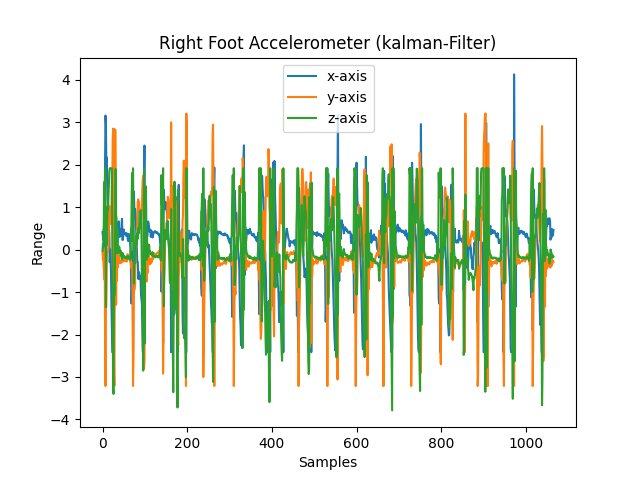 Right Foot Accelerometer (kalman-Filter)
x-axis
y-axis
z-axis
4
3
2
1
0
−1
−2
−3
−4
Range
0 200 400 600 800 1000
Samples